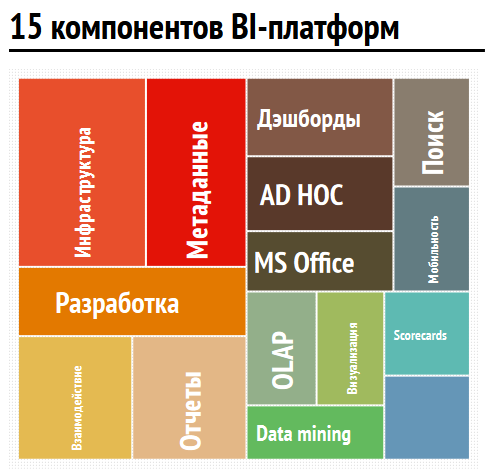 15 компонентов BI-платформ
Инфраструктура
Метаданные
Дэшборды
Поиск
AD HOC
MS Office
Мобильность
Разработка
OLAP
Визуализация
Scorecards
Взаимодействие
Отчеты
Data mining